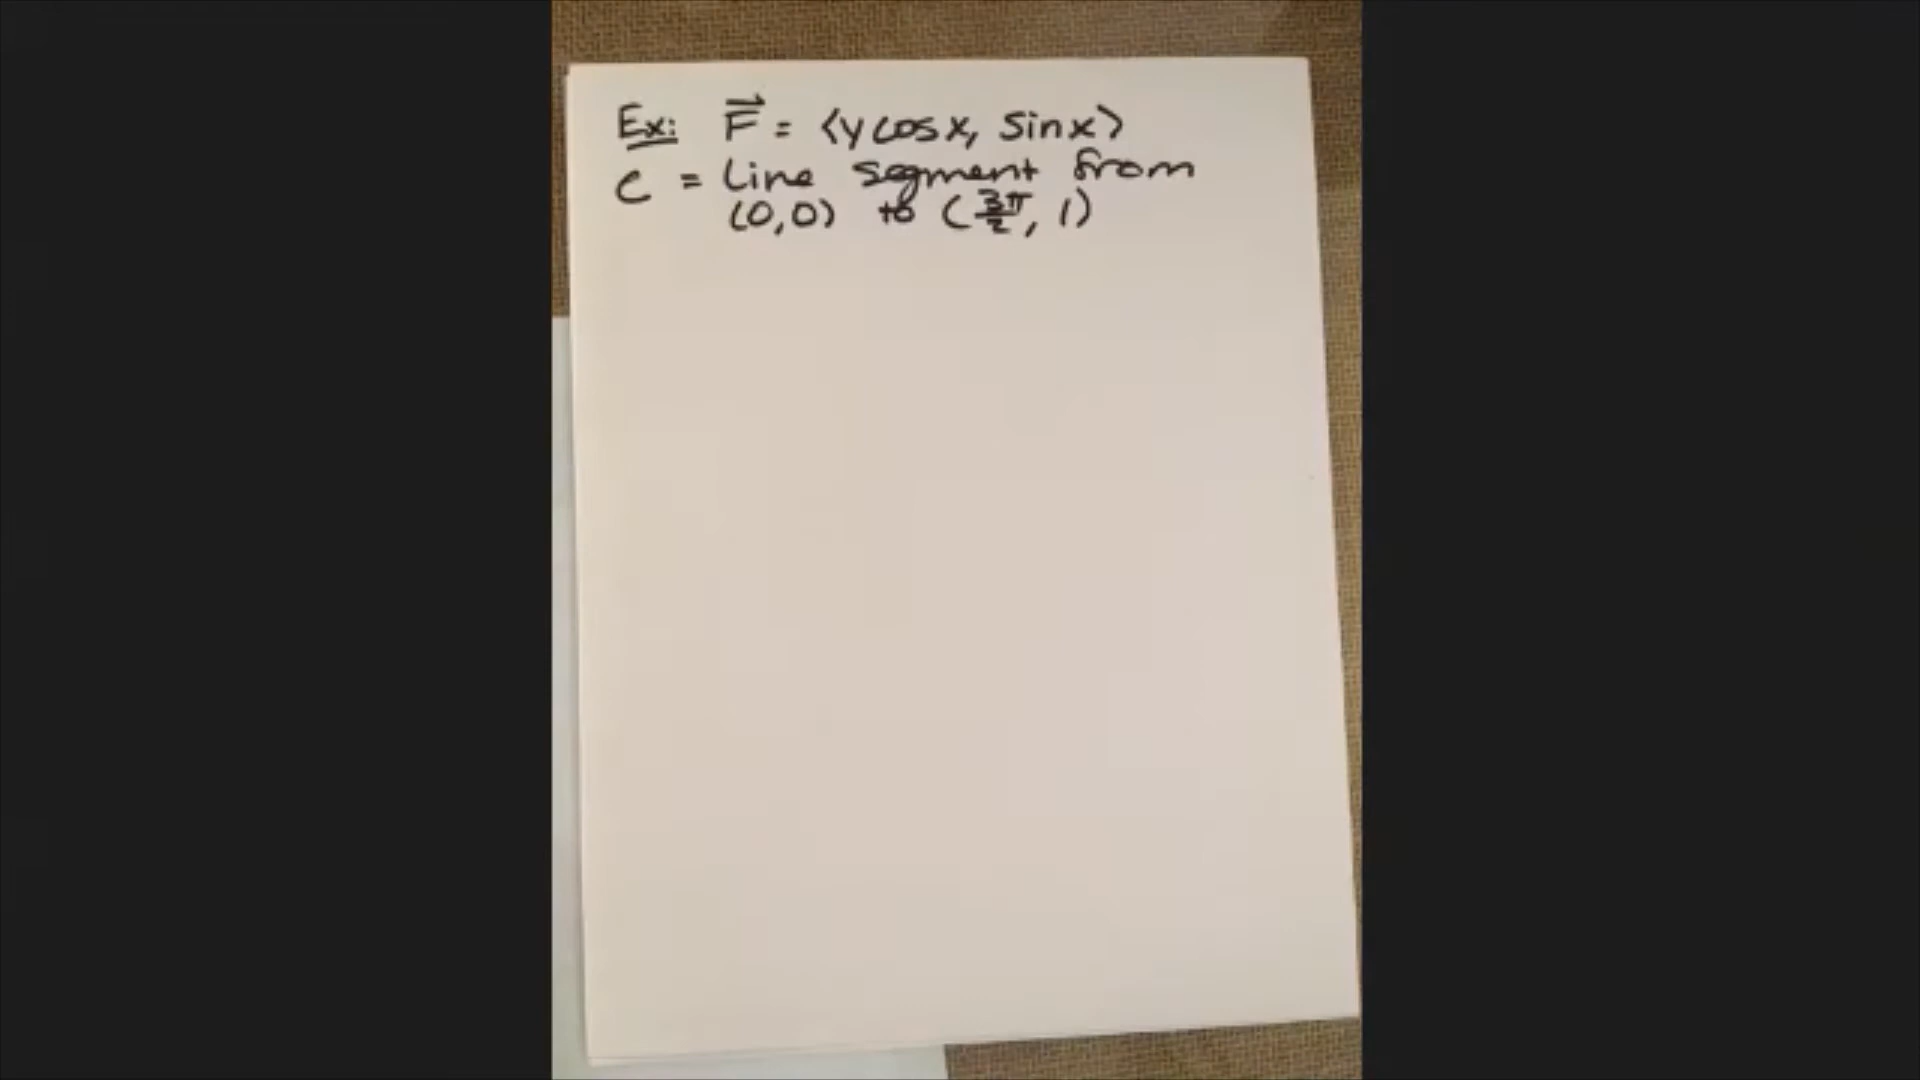 Ex: F⃗ = ⟨y cos x, sin x⟩
C = Line segment from
(0,0) to (3π/2, 1)